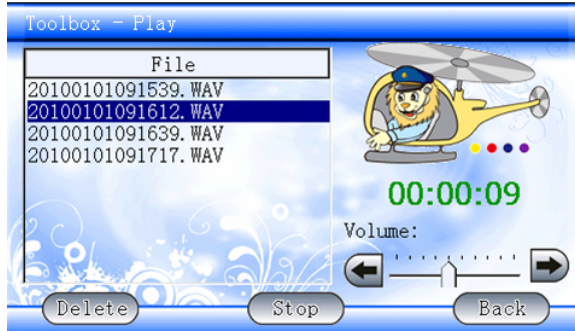 Toolbox - Play
File
20100101091539.WAV
20100101091612.WAV
20100101091639.WAV
20100101091717.WAV
00:00:09
Volume:
Delete
Stop
Back